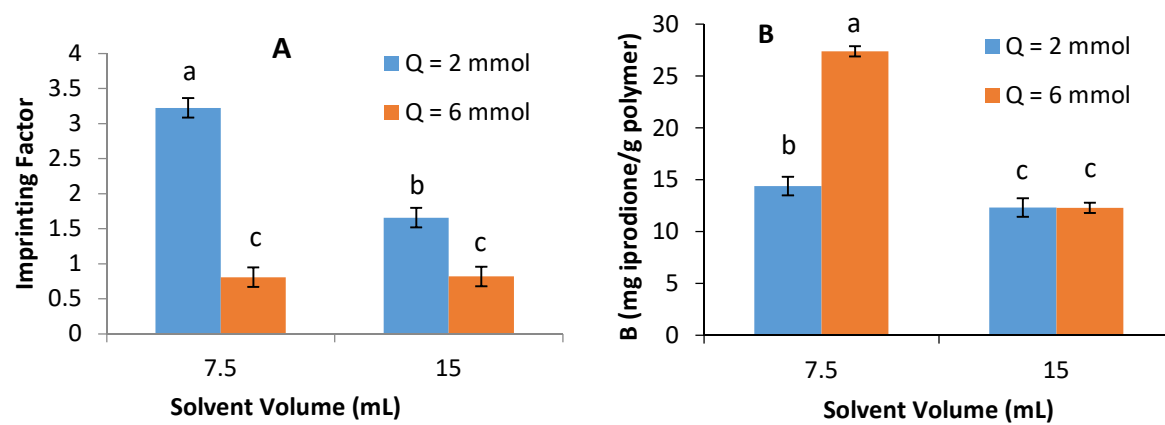 A
Imprinting Factor
4
3.5
3
2.5
2
1.5
1
0.5
0
a
c
b
c
Q = 2 mmol
Q = 6 mmol
7.5
15
Solvent Volume (mL)
B
B (mg iprodione/g polymer)
30
25
20
15
10
5
0
b
a
c
c
Q = 2 mmol
Q = 6 mmol
7.5
15
Solvent Volume (mL)